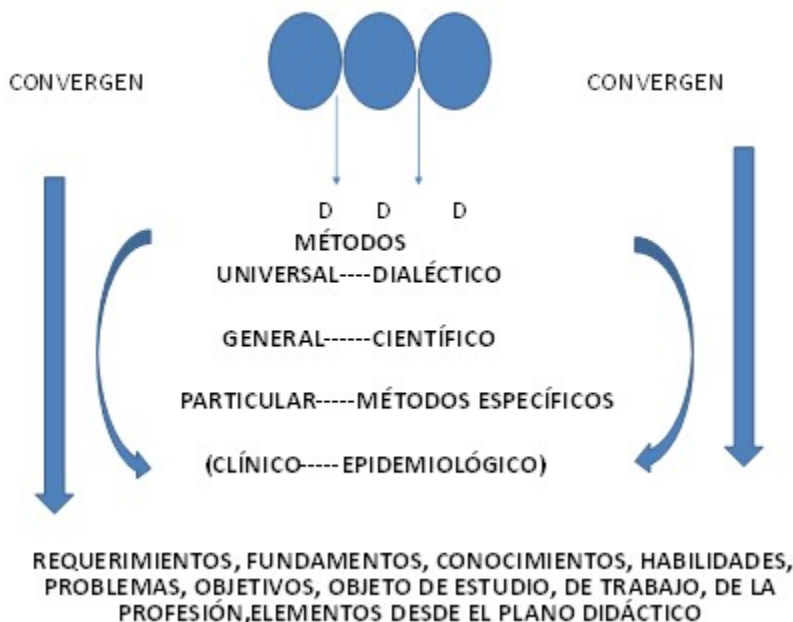 CONVERGEN
CONVERGEN
D D D
MÉTODOS
UNIVERSAL----DIALÉCTICO
GENERAL------CIENTÍFICO
PARTICULAR-----MÉTODOS ESPECÍFICOS
(CLÍNICO-----EPIDEMIOLÓGICO)
REQUERIMIENTOS, FUNDAMENTOS, CONOCIMIENTOS, HABILIDADES,
PROBLEMAS, OBJETIVOS, OBJETO DE ESTUDIO, DE TRABAJO, DE LA
PROFESIÓN,ELEMENTOS DESDE EL PLANO DIDÁCTICO